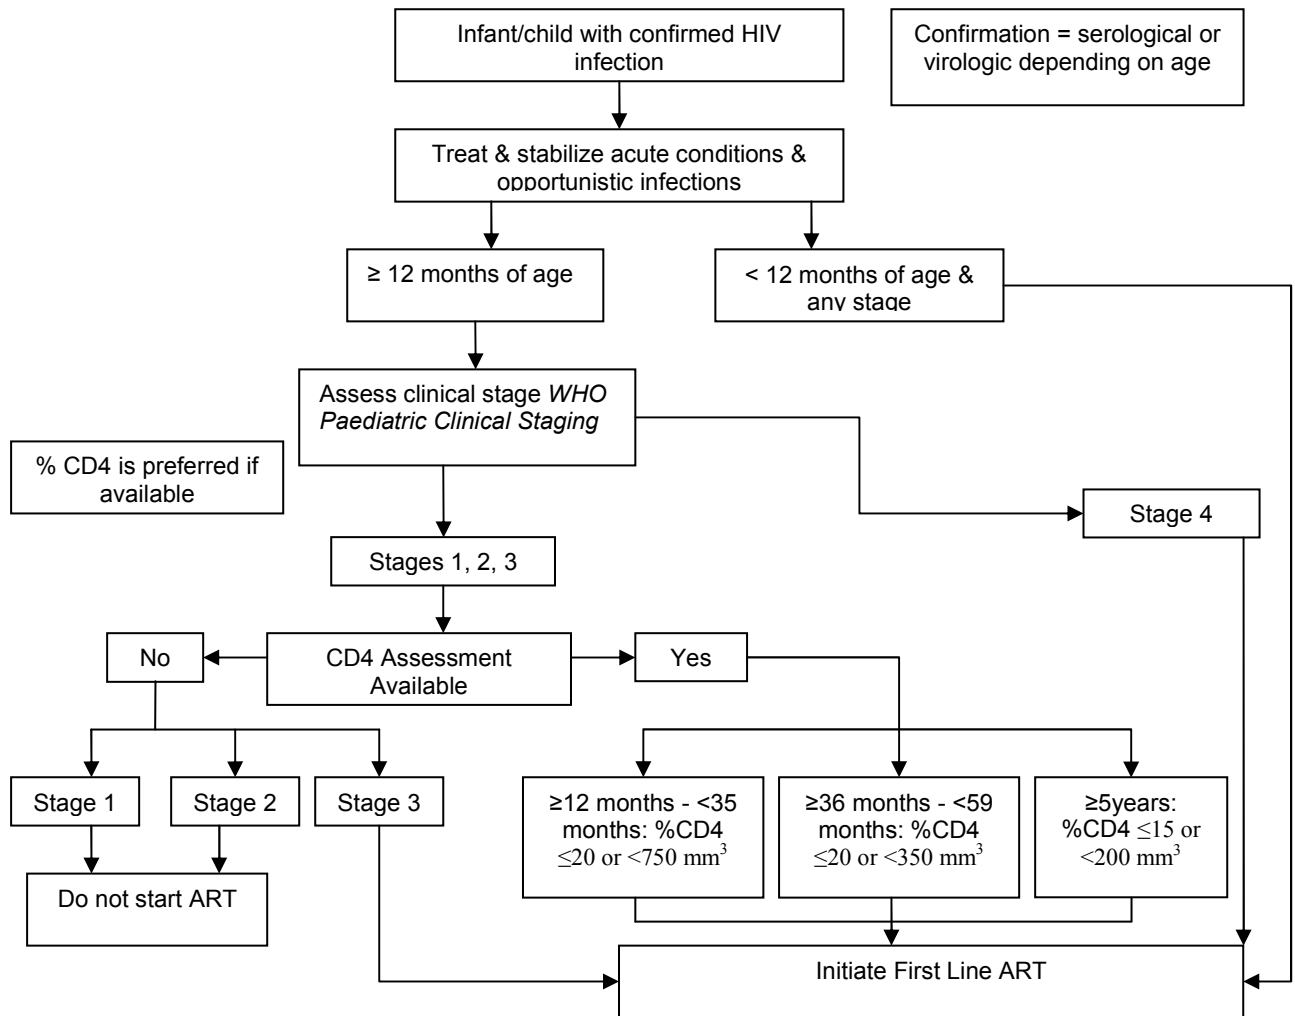 Infant/child with confirmed HIV
infection
Confirmation = serological or
virologic depending on age
Treat & stabilize acute conditions &
opportunistic infections
≥ 12 months of age
< 12 months of age &
any stage
Assess clinical stage WHO
Paediatric Clinical Staging
% CD4 is preferred if
available
Stage 4
Stages 1, 2, 3
No
CD4 Assessment
Available
Yes
Stage 1
Stage 2
Stage 3
≥12 months - <35
months: %CD4
≤20 or <750 mm³
≥36 months - <59
months: %CD4
≤20 or <350 mm³
≥5years:
%CD4 ≤15 or
<200 mm³
Do not start ART
Initiate First Line ART